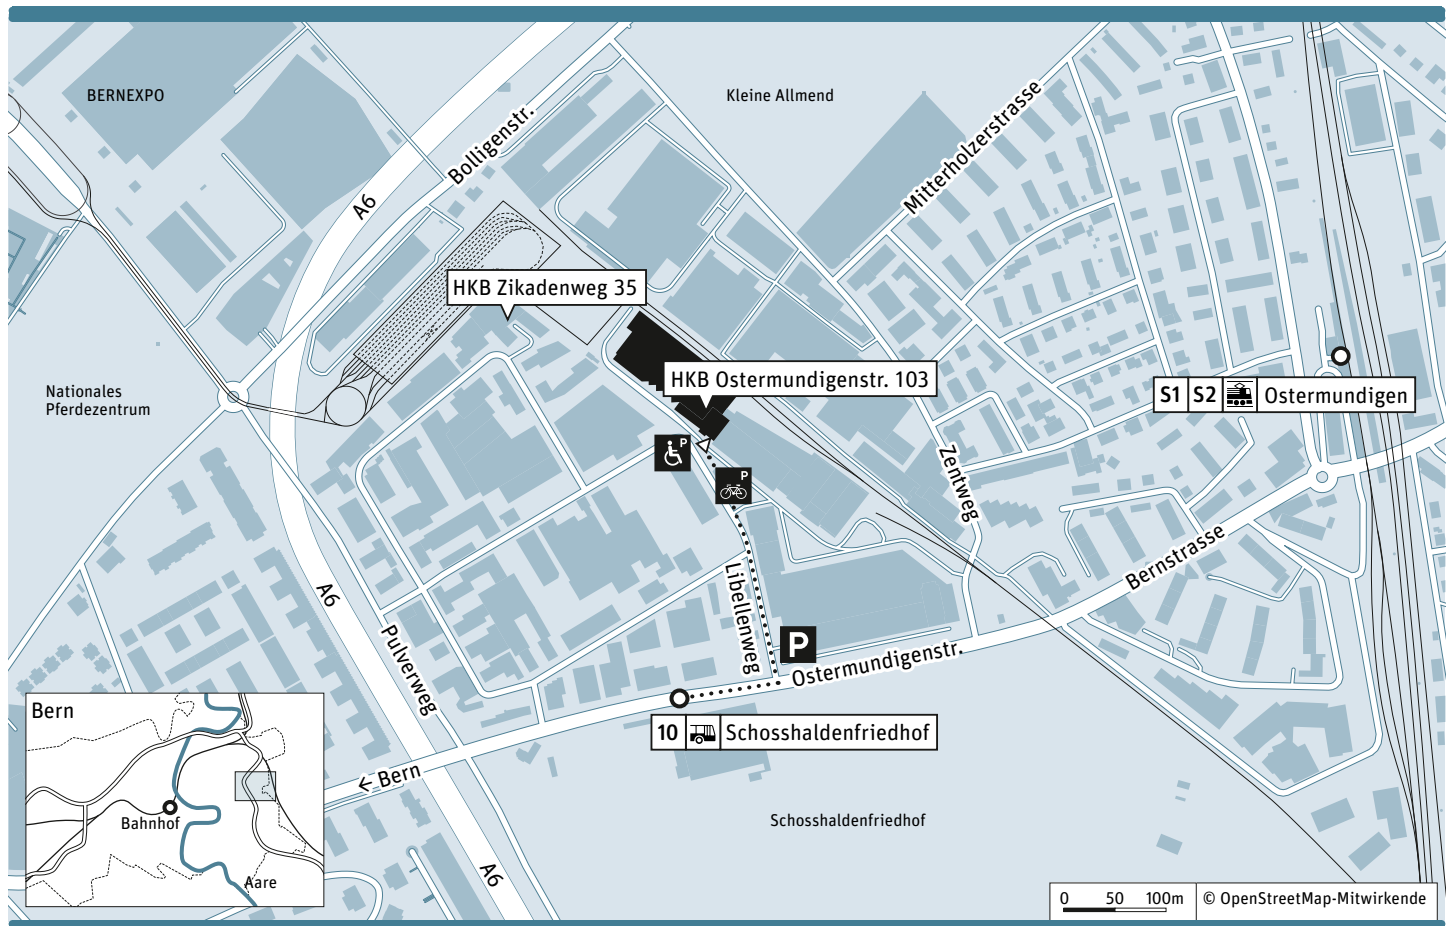 BERNEXPO
Kleine Allmend
Bolligenstr.
Mitterholzerstrasse
A6
HKB Zikadenweg 35
HKB Ostermundigenstr. 103
Nationales
Pferdezentrum
S1 S2 Ostermundigen
P
P
Zentweg
Bernstrasse
A6
Libellenweg
Pulverweg
P
Ostermundigenstr.
10 Schosshaldenfriedhof
← Bern
Schosshaldenfriedhof
A6
Bern
Bahnhof
Aare
0 50 100m
© OpenStreetMap-Mitwirkende